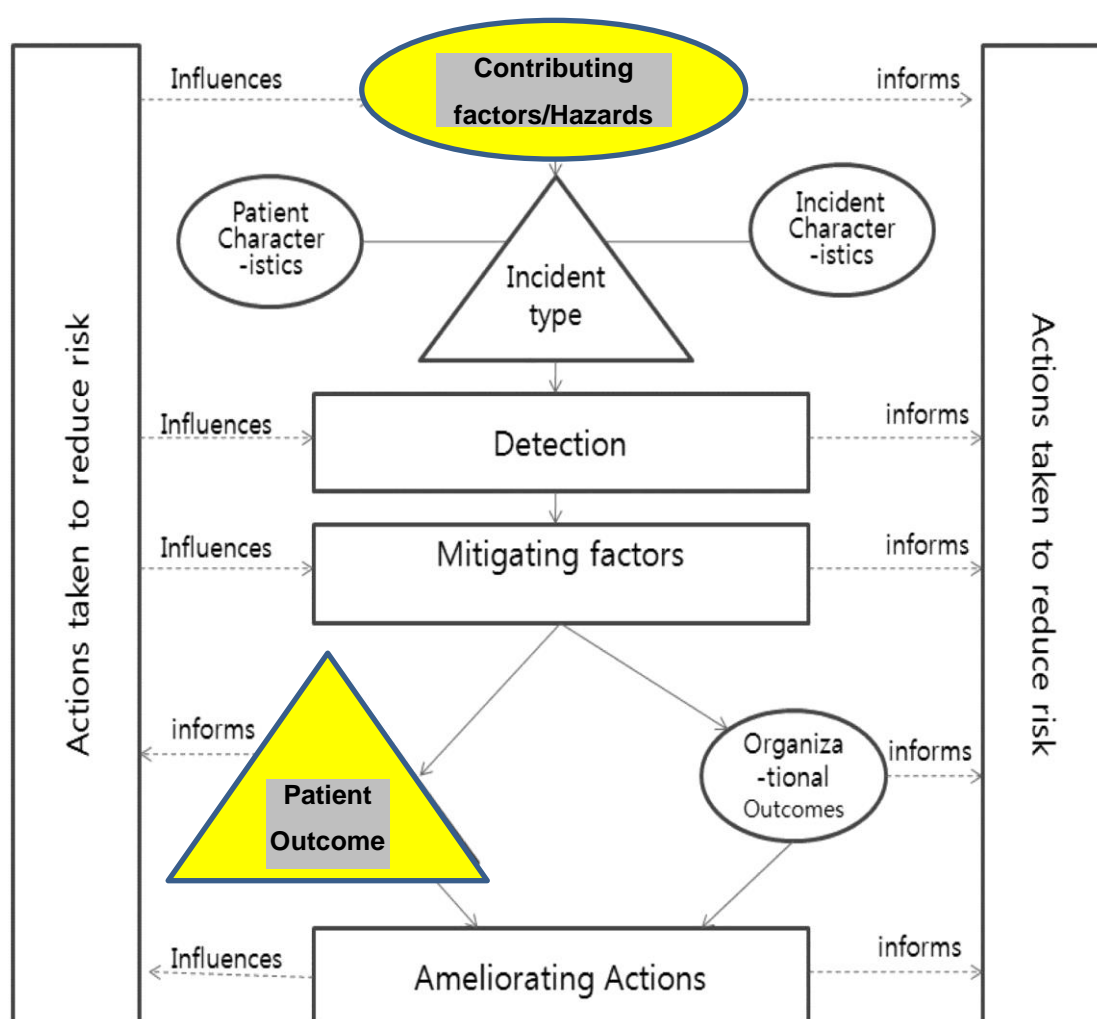 Contributing
factors/Hazards
Influences
informs
Patient
Character
-istics
Incident
Character
-istics
Incident
type
Influences
Detection
informs
Influences
Mitigating factors
informs
Actions taken to reduce risk
Actions taken to reduce risk
informs
Patient
Outcome
Organiza
-tional
Outcomes
informs
Influences
Ameliorating Actions
informs